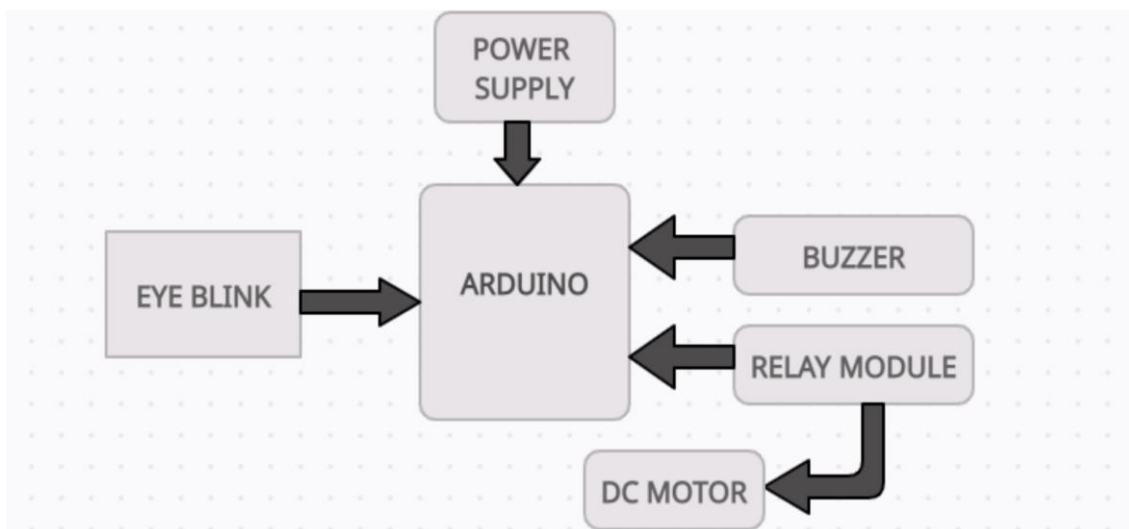 POWER
SUPPLY
EYE BLINK
ARDUINO
BUZZER
RELAY MODULE
DC MOTOR